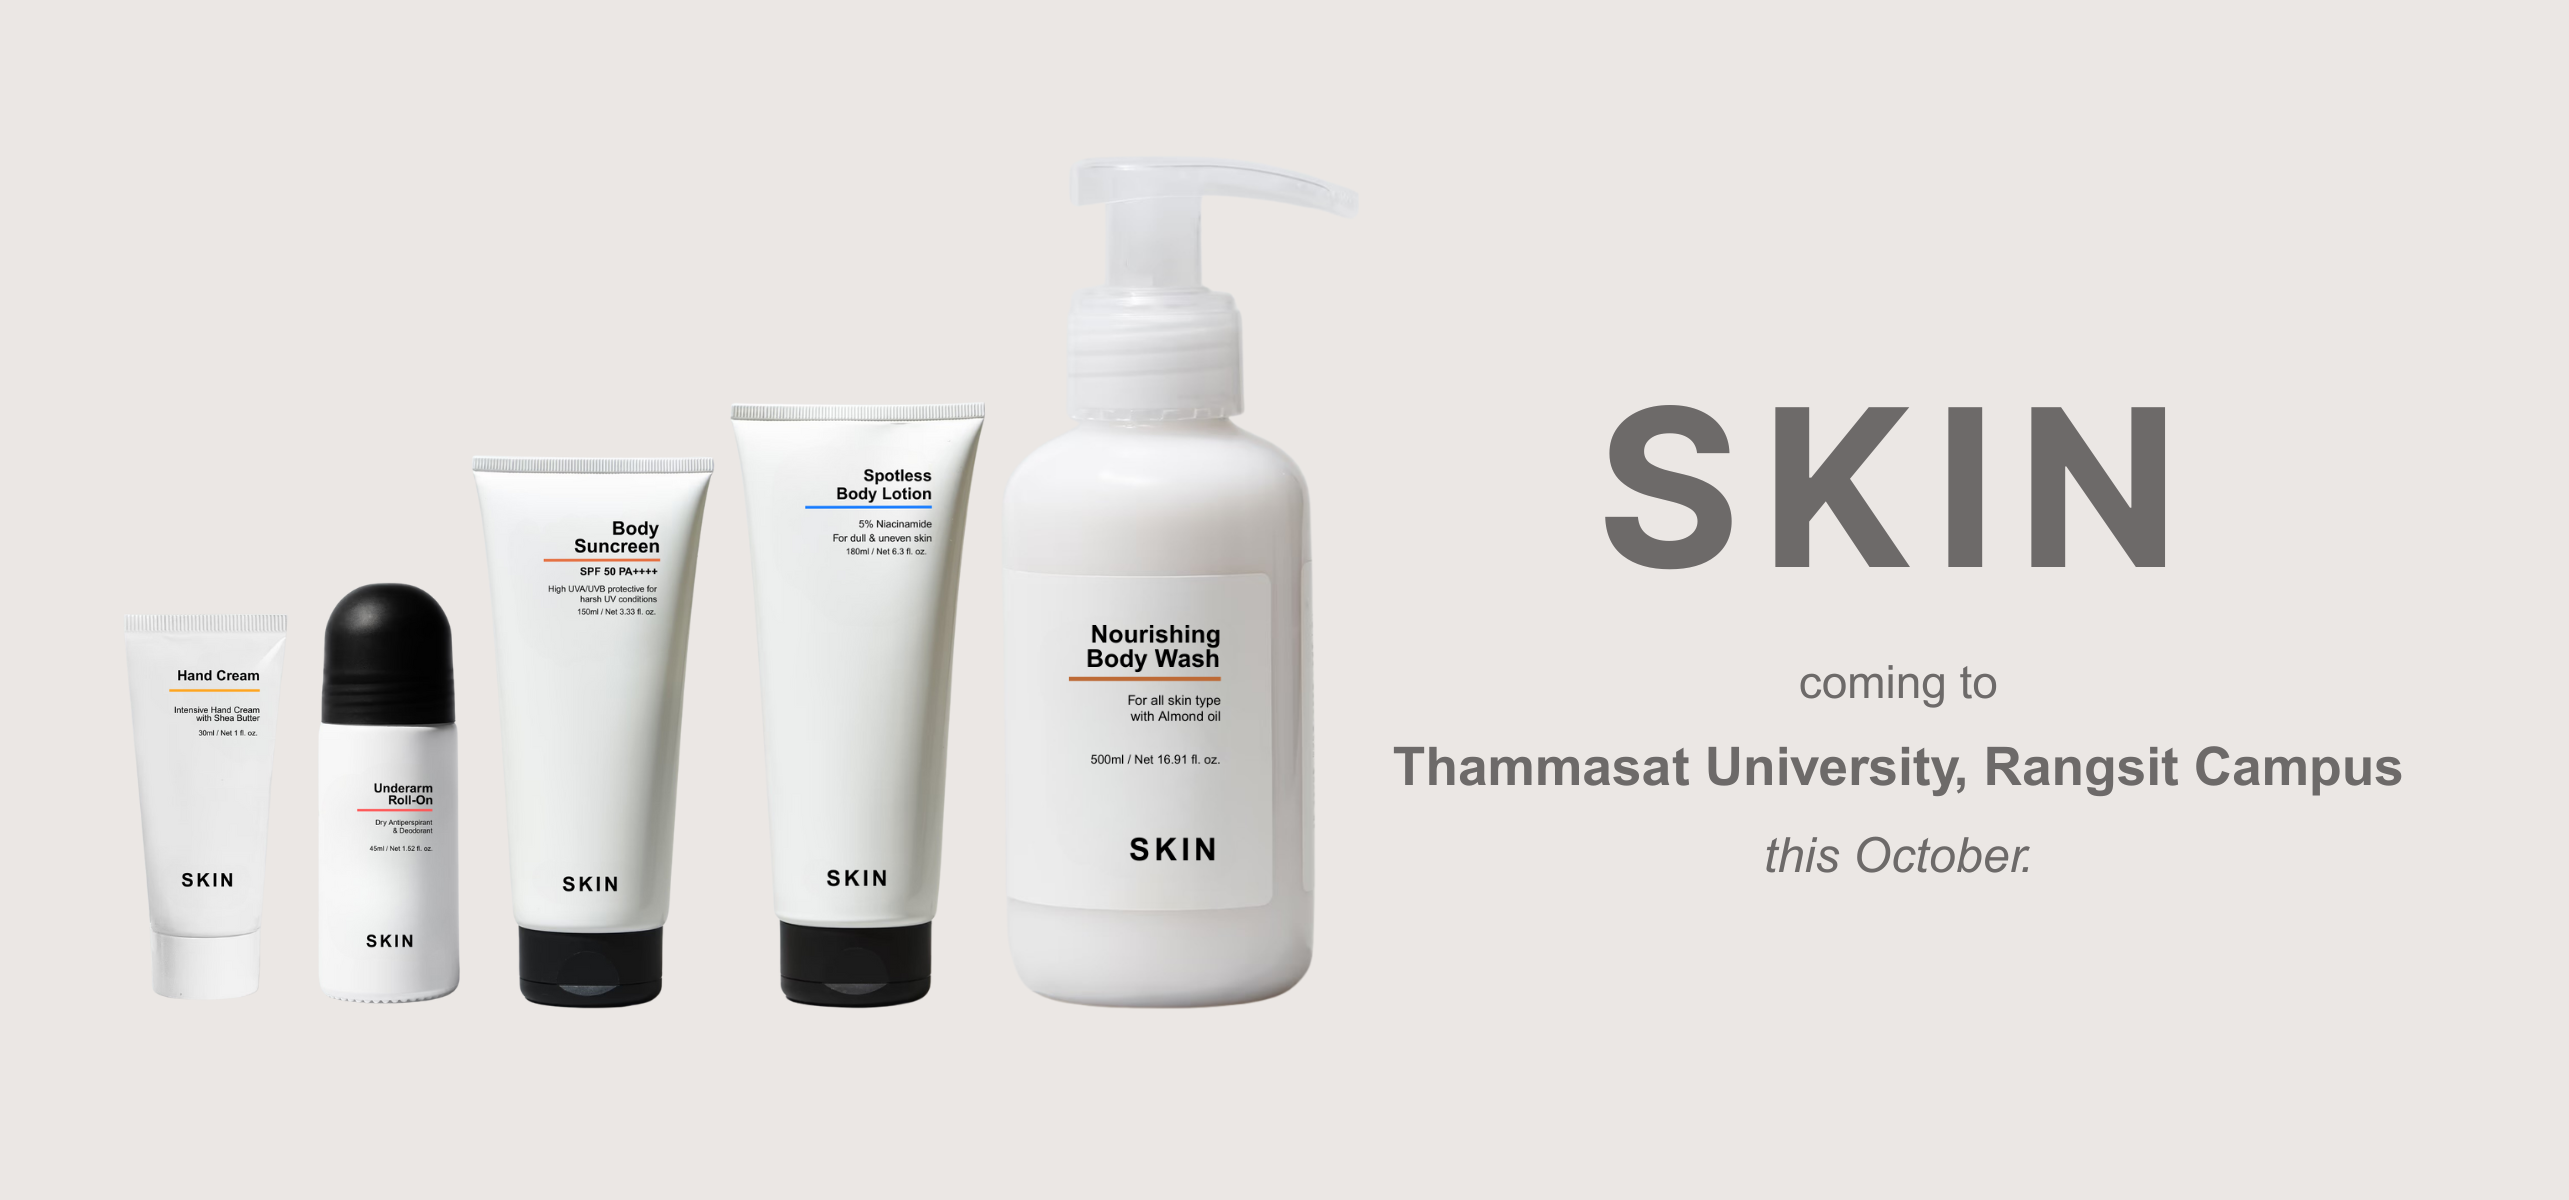 Hand Cream
Intensive Hand Cream
with Shea Butter
30ml / Net 1 fl. oz.
SKIN
Underarm
Roll-On
Dry Antiperspirant
& Deodorant
45ml / Net 1.52 fl. oz.
SKIN
Body
Suncreen
SPF 50 PA++++
High UVA/UVB protective for
harsh UV conditions
150ml / Net 3.33 fl. oz.
SKIN
Spotless
Body Lotion
5% Niacinamide
For dull & uneven skin
180ml / Net 6.3 fl. oz.
SKIN
Nourishing
Body Wash
For all skin type
with Almond oil
500ml / Net 16.91 fl. oz.
SKIN
SKIN
coming to
Thammasat University, Rangsit Campus
this October.